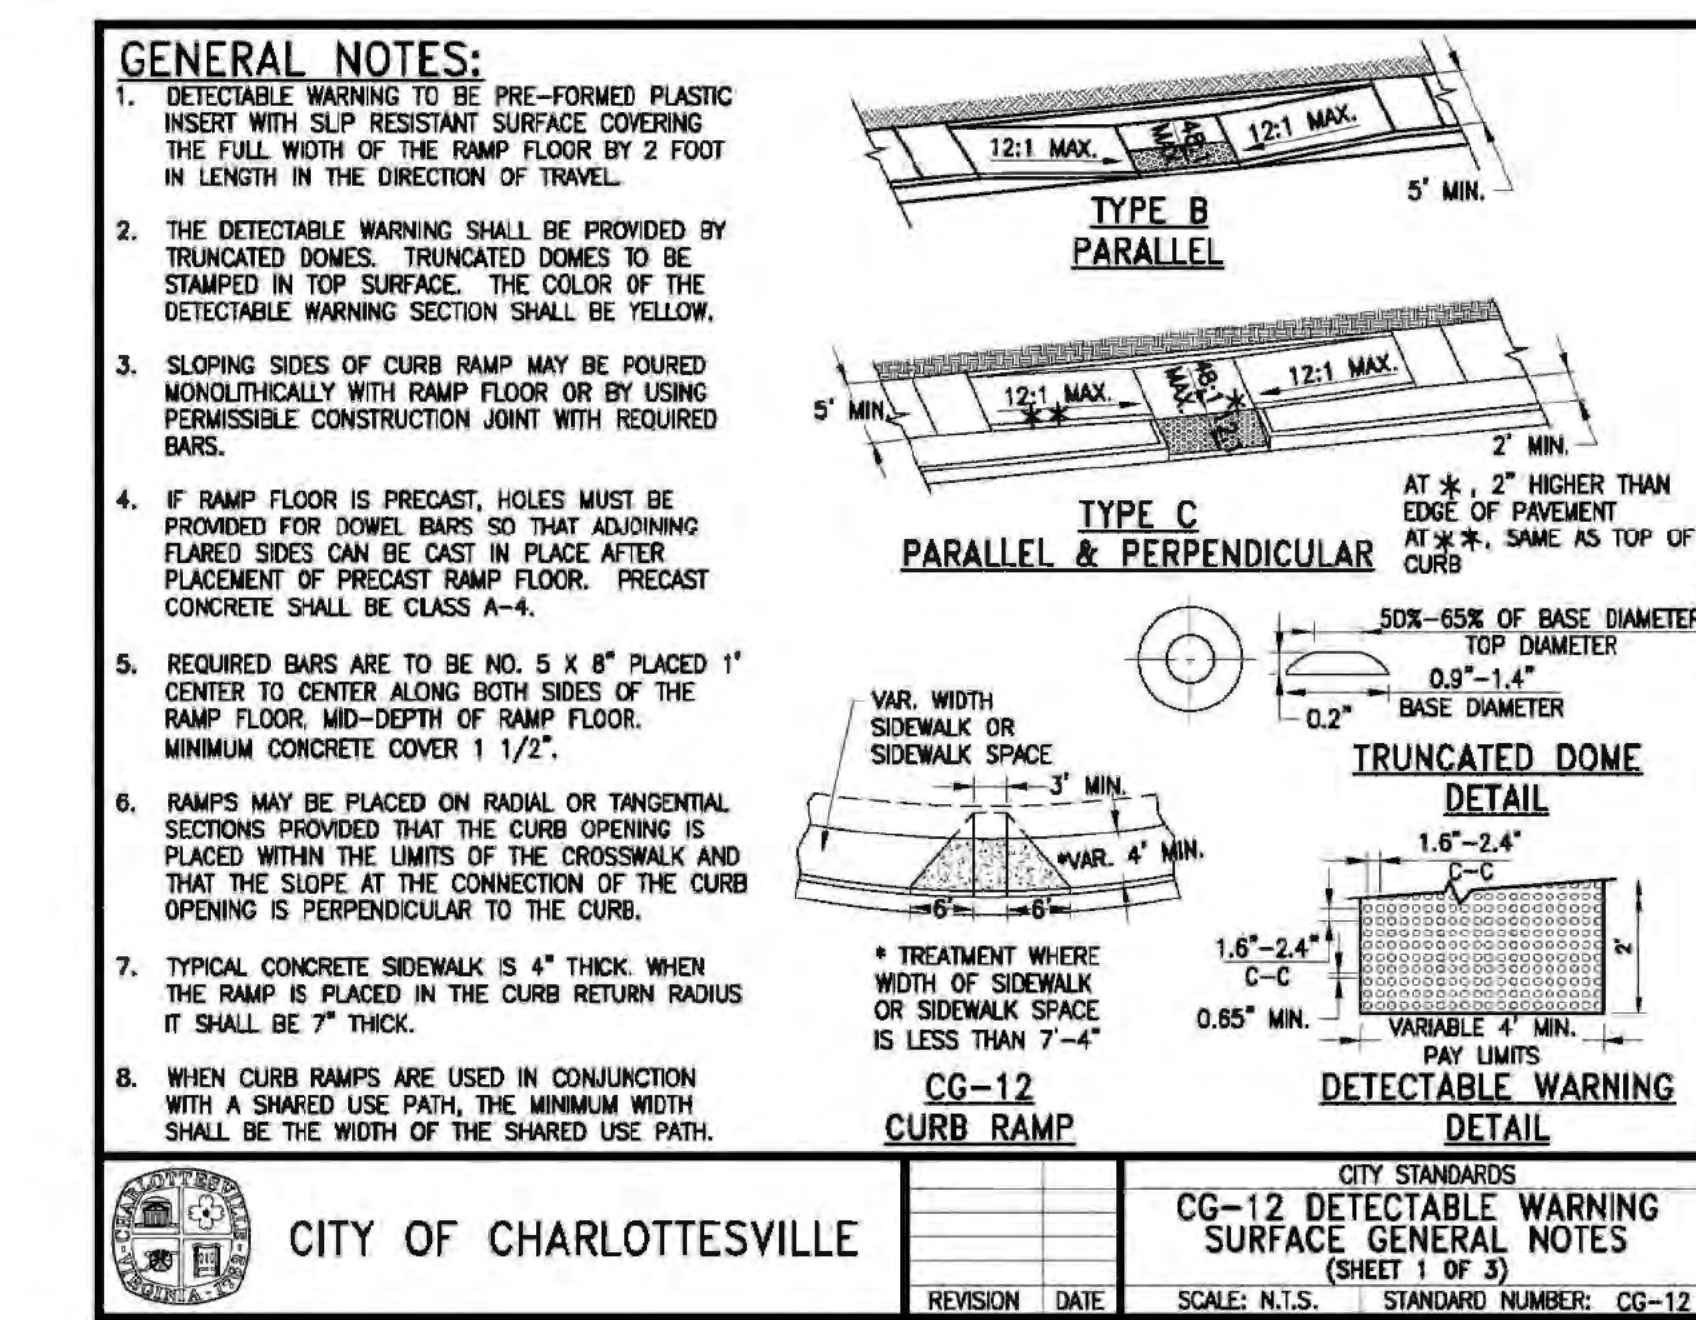 GENERAL NOTES:
1. DETECTABLE WARNING TO BE PRE-FORMED PLASTIC
INSERT WITH SLIP RESISTANT SURFACE COVERING
THE FULL WIDTH OF THE RAMP FLOOR BY 2 FOOT
IN LENGTH IN THE DIRECTION OF TRAVEL.
2. THE DETECTABLE WARNING SHALL BE PROVIDED BY
TRUNCATED DOMES. TRUNCATED DOMES TO BE
STAMPED IN TOP SURFACE. THE COLOR OF THE
DETECTABLE WARNING SECTION SHALL BE YELLOW.
3. SLOPING SIDES OF CURB RAMP MAY BE POURED
MONOLITHICALLY WITH RAMP FLOOR OR BY USING
PERMISSIBLE CONSTRUCTION JOINT WITH REQUIRED
BARS.
4. IF RAMP FLOOR IS PRECAST, HOLES MUST BE
PROVIDED FOR DOWEL BARS SO THAT ADJOINING
FLARED SIDES CAN BE CAST IN PLACE AFTER
PLACEMENT OF PRECAST RAMP FLOOR. PRECAST
CONCRETE SHALL BE CLASS A-4.
5. REQUIRED BARS ARE TO BE NO. 5 X 8" PLACED 1'
CENTER TO CENTER ALONG BOTH SIDES OF THE
RAMP FLOOR, MID-DEPTH OF RAMP FLOOR.
MINIMUM CONCRETE COVER 1 1/2".
6. RAMPS MAY BE PLACED ON RADIAL OR TANGENTIAL
SECTIONS PROVIDED THAT THE CURB OPENING IS
PLACED WITHIN THE LIMITS OF THE CROSSWALK AND
THAT THE SLOPE AT THE CONNECTION OF THE CURB
OPENING IS PERPENDICULAR TO THE CURB.
7. TYPICAL CONCRETE SIDEWALK IS 4" THICK. WHEN
THE RAMP IS PLACED IN THE CURB RETURN RADIUS
IT SHALL BE 7" THICK.
8. WHEN CURB RAMPS ARE USED IN CONJUNCTION
WITH A SHARED USE PATH, THE MINIMUM WIDTH
SHALL BE THE WIDTH OF THE SHARED USE PATH.
12:1 MAX.
48:1
MAX.
12:1 MAX.
5' MIN.
TYPE B
PARALLEL
5' MIN.
12:1 MAX.
**
48:1
MAX.
*
12:1
12:1 MAX.
2' MIN.
TYPE C
PARALLEL & PERPENDICULAR
AT *, 2" HIGHER THAN
EDGE OF PAVEMENT
AT **, SAME AS TOP OF
CURB
50%-65% OF BASE DIAMETER
TOP DIAMETER
0.9"-1.4"
BASE DIAMETER
0.2"
TRUNCATED DOME
DETAIL
VAR. WIDTH
SIDEWALK OR
SIDEWALK SPACE
3' MIN.
*VAR. 4' MIN.
6'
6'
* TREATMENT WHERE
WIDTH OF SIDEWALK
OR SIDEWALK SPACE
IS LESS THAN 7'-4"
CG-12
CURB RAMP
1.6"-2.4"
C-C
1.6"-2.4"
C-C
0.65" MIN.
2'
VARIABLE 4' MIN.
PAY LIMITS
DETECTABLE WARNING
DETAIL
CHARLOTTESVILLE
VIRGINIA
CITY OF CHARLOTTESVILLE
REVISION DATE
CITY STANDARDS
CG-12 DETECTABLE WARNING
SURFACE GENERAL NOTES
(SHEET 1 OF 3)
SCALE: N.T.S. STANDARD NUMBER: CG-12